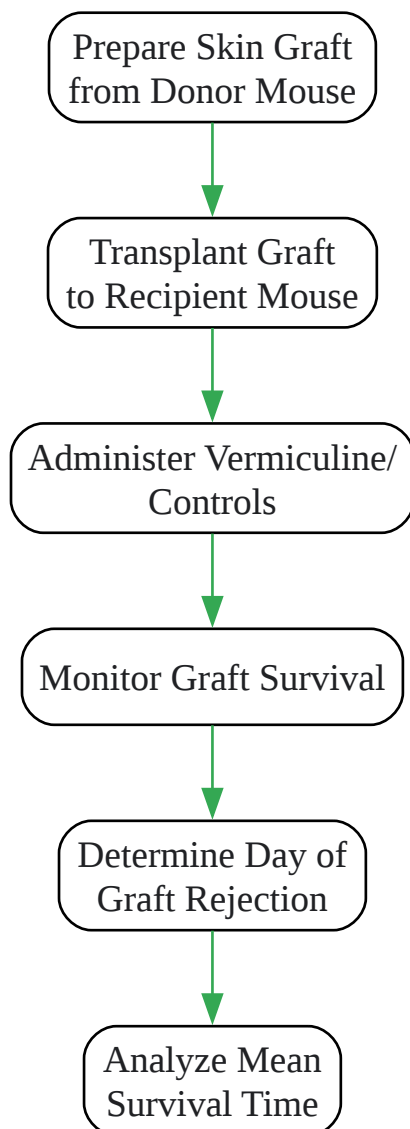 Prepare Skin Graft
from Donor Mouse
Transplant Graft
to Recipient Mouse
Administer Vermiculine/
Controls
Monitor Graft Survival
Determine Day of
Graft Rejection
Analyze Mean
Survival Time